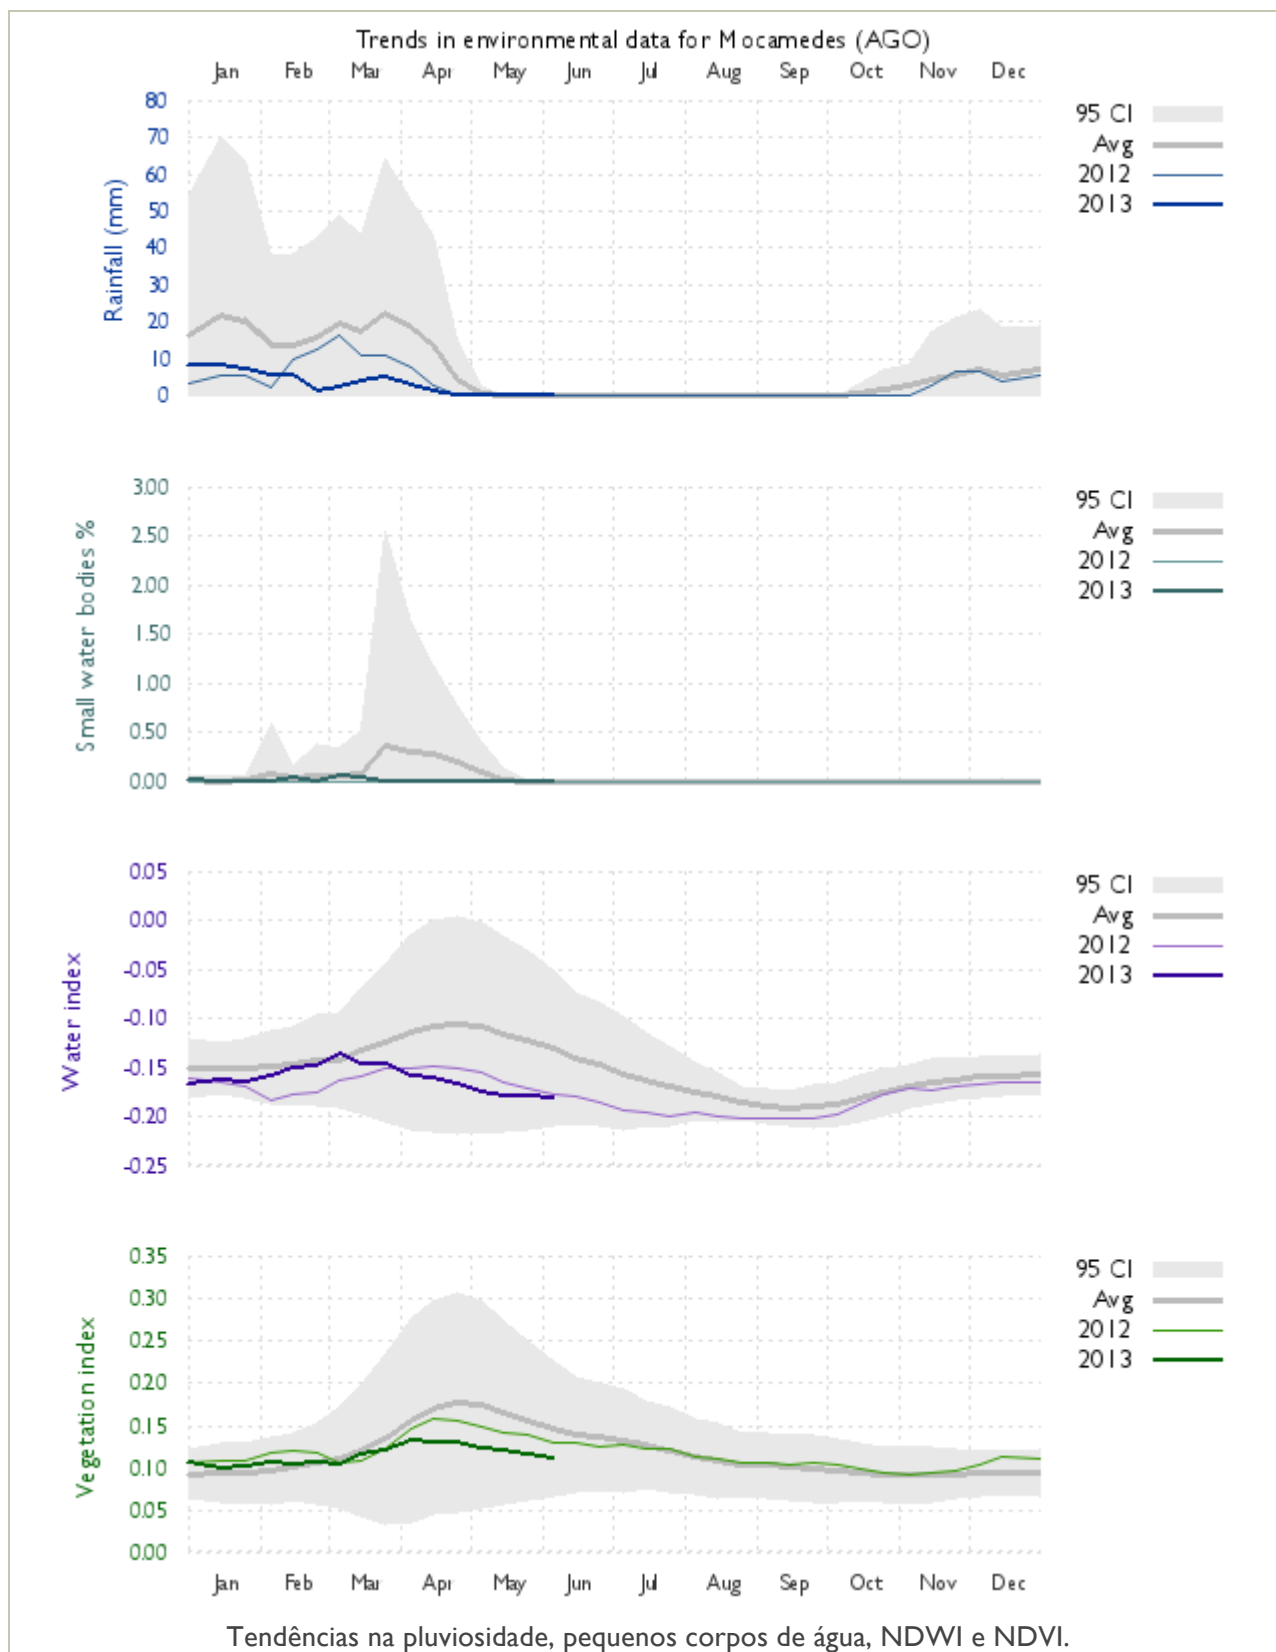 Trends in environmental data for Mocamedes (AGO)
Jan Feb Mar Apr May Jun Jul Aug Sep Oct Nov Dec
Rainfall (mm)
80
70
60
50
40
30
20
10
0
95 CI
Avg
2012
2013
Small water bodies %
3.00
2.50
2.00
1.50
1.00
0.50
0.00
95 CI
Avg
2012
2013
Water index
0.05
0.00
-0.05
-0.10
-0.15
-0.20
-0.25
95 CI
Avg
2012
2013
Vegetation index
0.35
0.30
0.25
0.20
0.15
0.10
0.05
0.00
95 CI
Avg
2012
2013
Jan Feb Mar Apr May Jun Jul Aug Sep Oct Nov Dec
Tendências na pluviosidade, pequenos corpos de água, NDWI e NDVI.